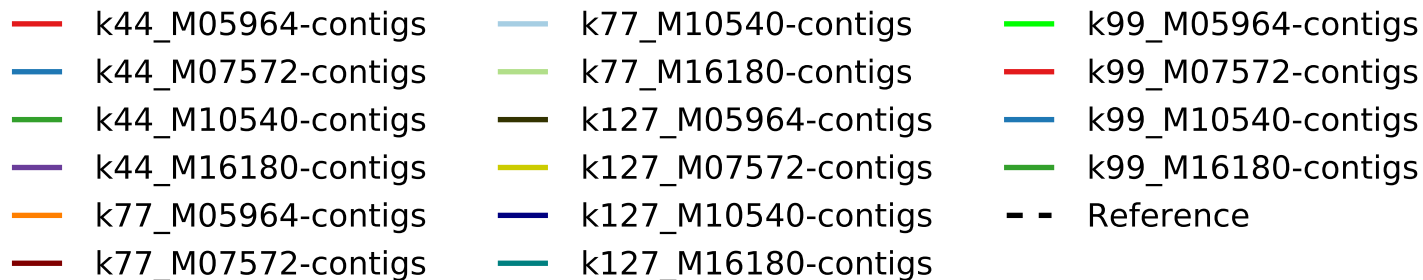 k44_M05964-contigs
k44_M07572-contigs
k44_M10540-contigs
k44_M16180-contigs
k77_M05964-contigs
k77_M07572-contigs
k77_M10540-contigs
k77_M16180-contigs
k127_M05964-contigs
k127_M07572-contigs
k127_M10540-contigs
k127_M16180-contigs
k99_M05964-contigs
k99_M07572-contigs
k99_M10540-contigs
k99_M16180-contigs
Reference